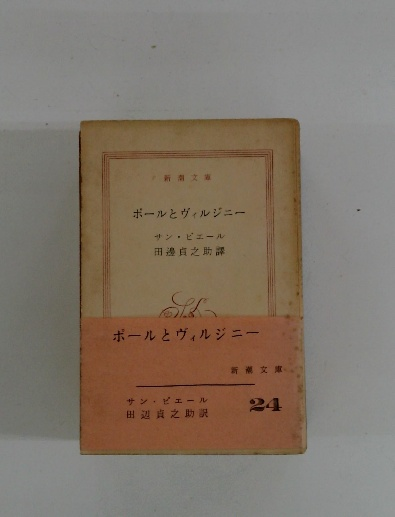 新潮文庫
ポールとヴィルジニー
サン・ピエール
田邊貞之助譯
ポールとヴィルジニー
新潮文庫
サン・ピエール
田辺貞之助訳
24